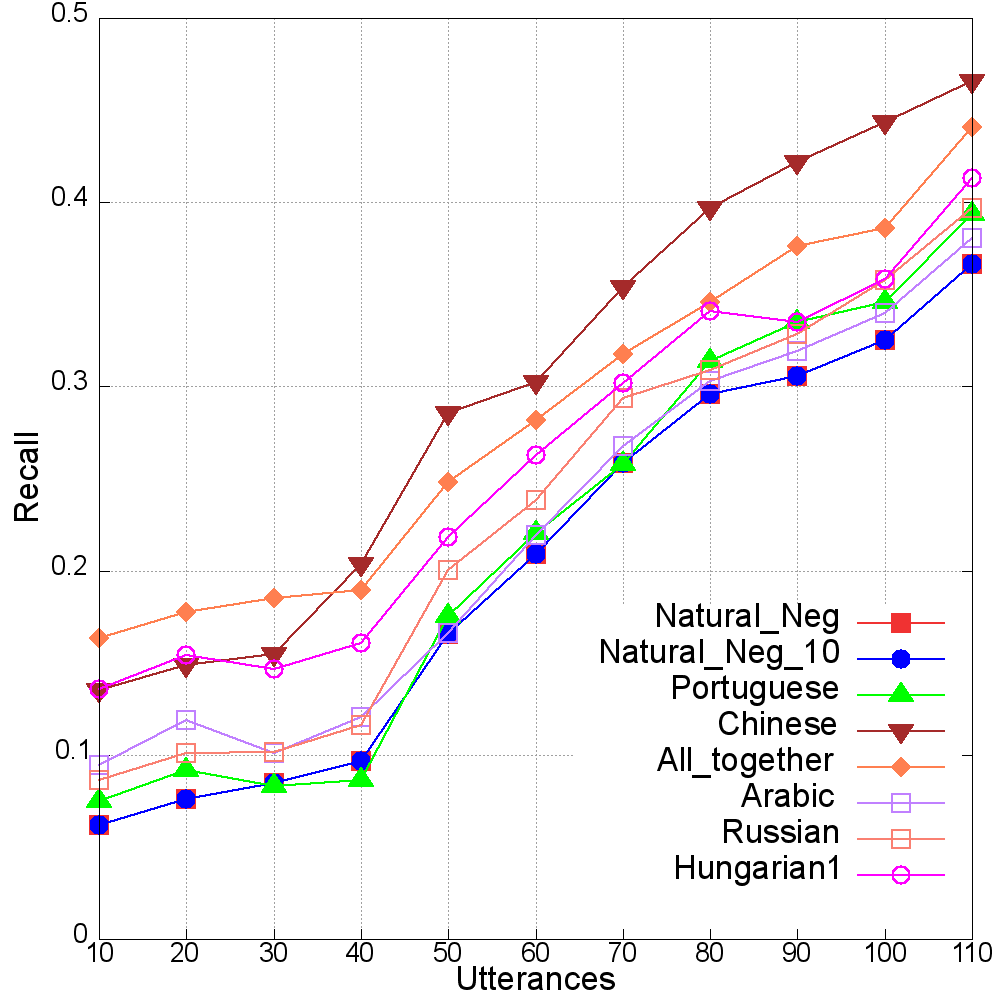 0.5
0.4
0.3
0.2
0.1
0
Recall
Natural_Neg
Natural_Neg_10
Portuguese
Chinese
All_together
Arabic
Russian
Hungarian1
10 20 30 40 50 60 70 80 90 100 110
Utterances